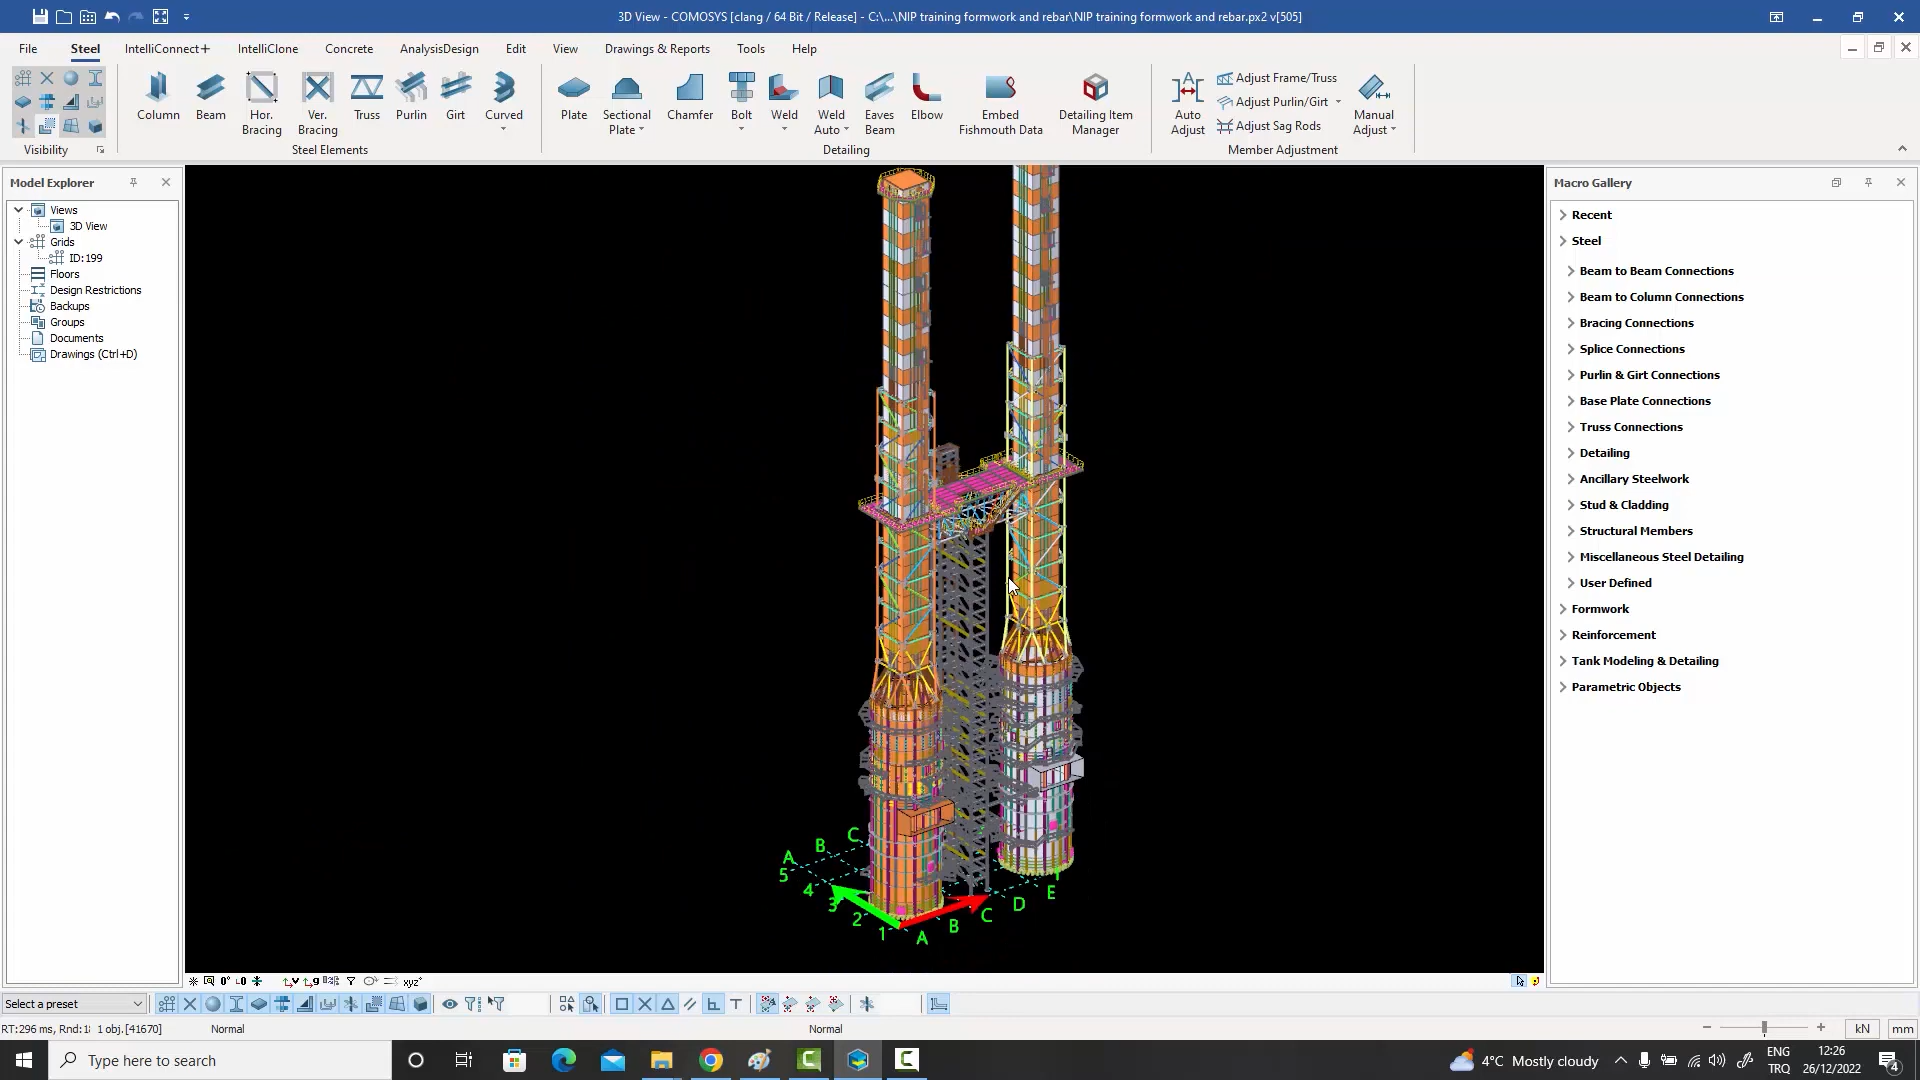 3D View - COMOSYS [clang / 64 Bit / Release] - C:\...\NIP training formwork and rebar\NIP training formwork and rebar.px2 v[505]
File Steel IntelliConnect+ IntelliClone Concrete AnalysisDesign Edit View Drawings & Reports Tools Help
Column Beam Hor. Bracing Ver. Bracing Truss Purlin Girt Curved
Plate Sectional Plate Chamfer Bolt Weld Weld Auto Eaves Beam Elbow Embed Fishmouth Data Detailing Item Manager
Auto Adjust Adjust Frame/Truss Manual Adjust
Adjust Purlin/Girt
Adjust Sag Rods
Visibility Steel Elements Detailing Member Adjustment
Model Explorer
Views
3D View
Grids
ID:199
Floors
Design Restrictions
Backups
Groups
Documents
Drawings (Ctrl+D)
C
B
A
5
4
3
2
1
A
B
C
D
E
Macro Gallery
Recent
Steel
Beam to Beam Connections
Beam to Column Connections
Bracing Connections
Splice Connections
Purlin & Girt Connections
Base Plate Connections
Truss Connections
Detailing
Ancillary Steelwork
Stud & Cladding
Structural Members
Miscellaneous Steel Detailing
User Defined
Formwork
Reinforcement
Tank Modeling & Detailing
Parametric Objects
xyz
Select a preset
RT:296 ms, Rnd:1 1 obj.[41670] Normal Normal kN mm
Type here to search
4°C Mostly cloudy
ENG
TRQ
12:26
26/12/2022
4